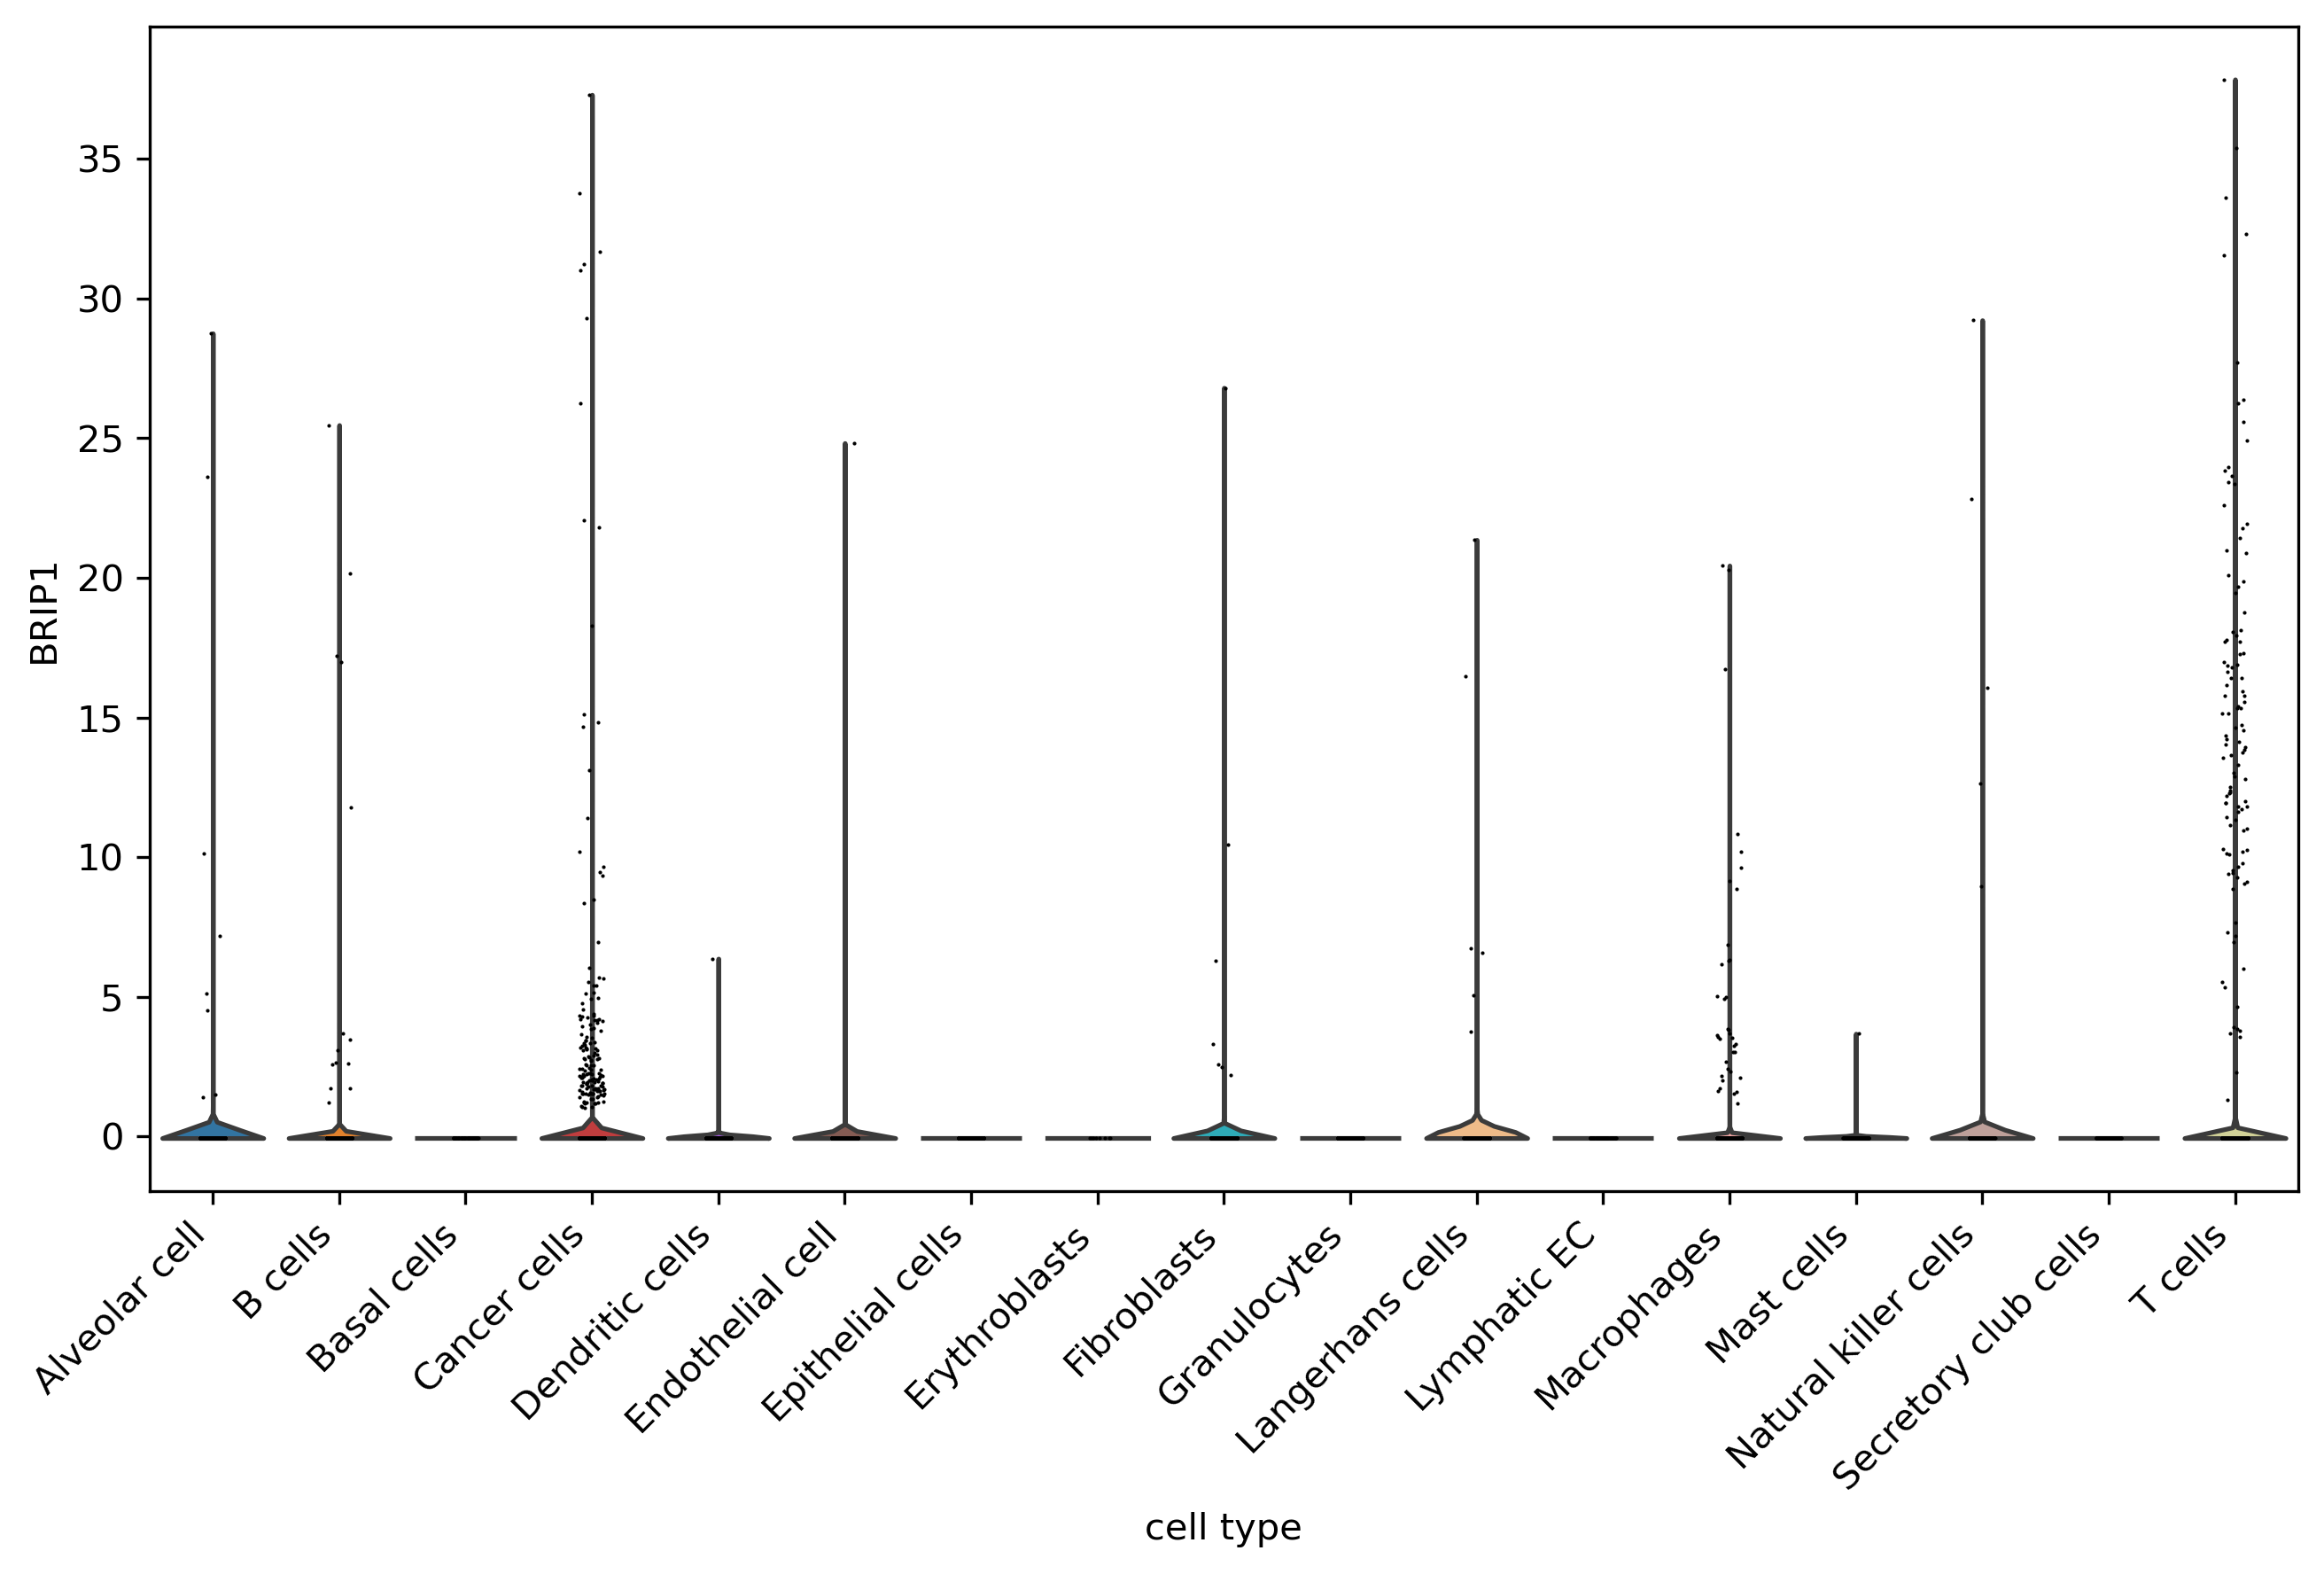 BRIP1
35
30
25
20
15
10
5
0
Alveolar cell
B cells
Basal cells
Cancer cells
Dendritic cells
Endothelial cell
Epithelial cells
Erythroblasts
Fibroblasts
Granulocytes
Langerhans cells
Lymphatic EC
Macrophages
Mast cells
Natural killer cells
Secretory club cells
T cells
cell type